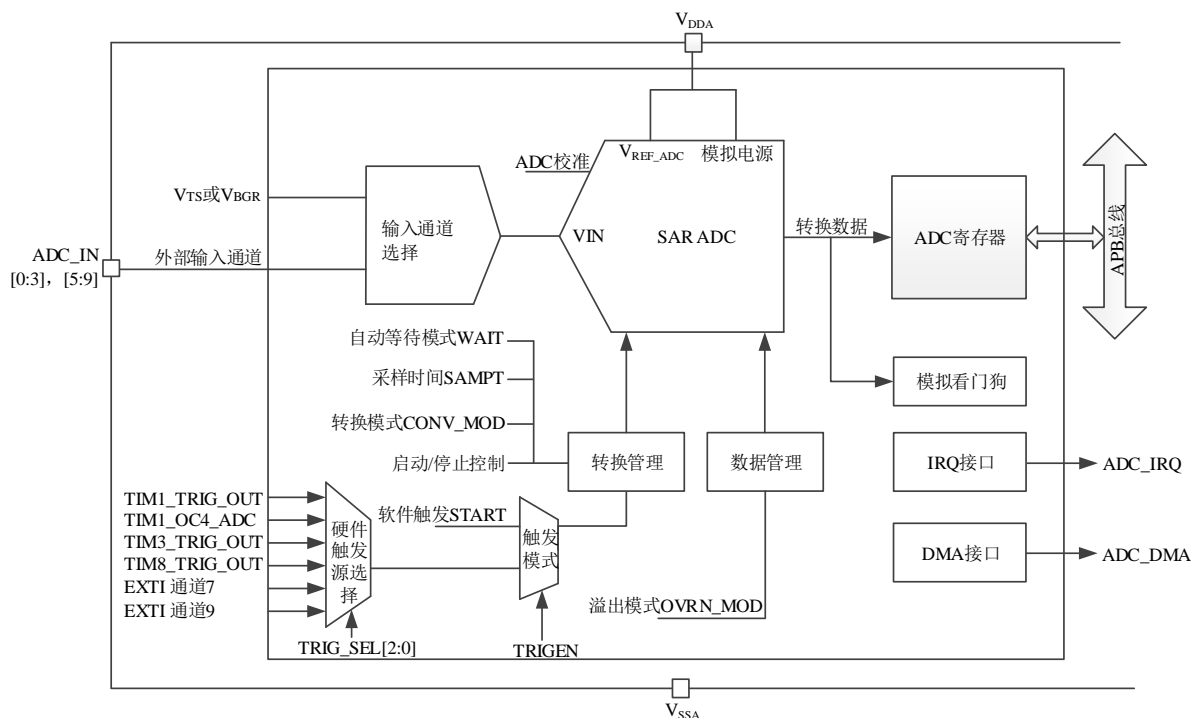 VDDA
VREF_ADC
模拟电源
ADC校准
VTS或VBGR
输入通道
选择
VIN
SAR ADC
转换数据
ADC寄存器
APB总线
ADC_IN
[0:3]，[5:9]
外部输入通道
自动等待模式WAIT
采样时间SAMPT
转换模式CONV_MOD
启动/停止控制
转换管理
数据管理
模拟看门狗
IRQ接口
ADC_IRQ
DMA接口
ADC_DMA
TIM1_TRIG_OUT
TIM1_OC4_ADC
TIM3_TRIG_OUT
TIM8_TRIG_OUT
EXTI 通道7
EXTI 通道9
硬件
触发
源选
择
软件触发START
触发
模式
溢出模式OVRN_MOD
TRIG_SEL[2:0]
TRIGEN
VSSA